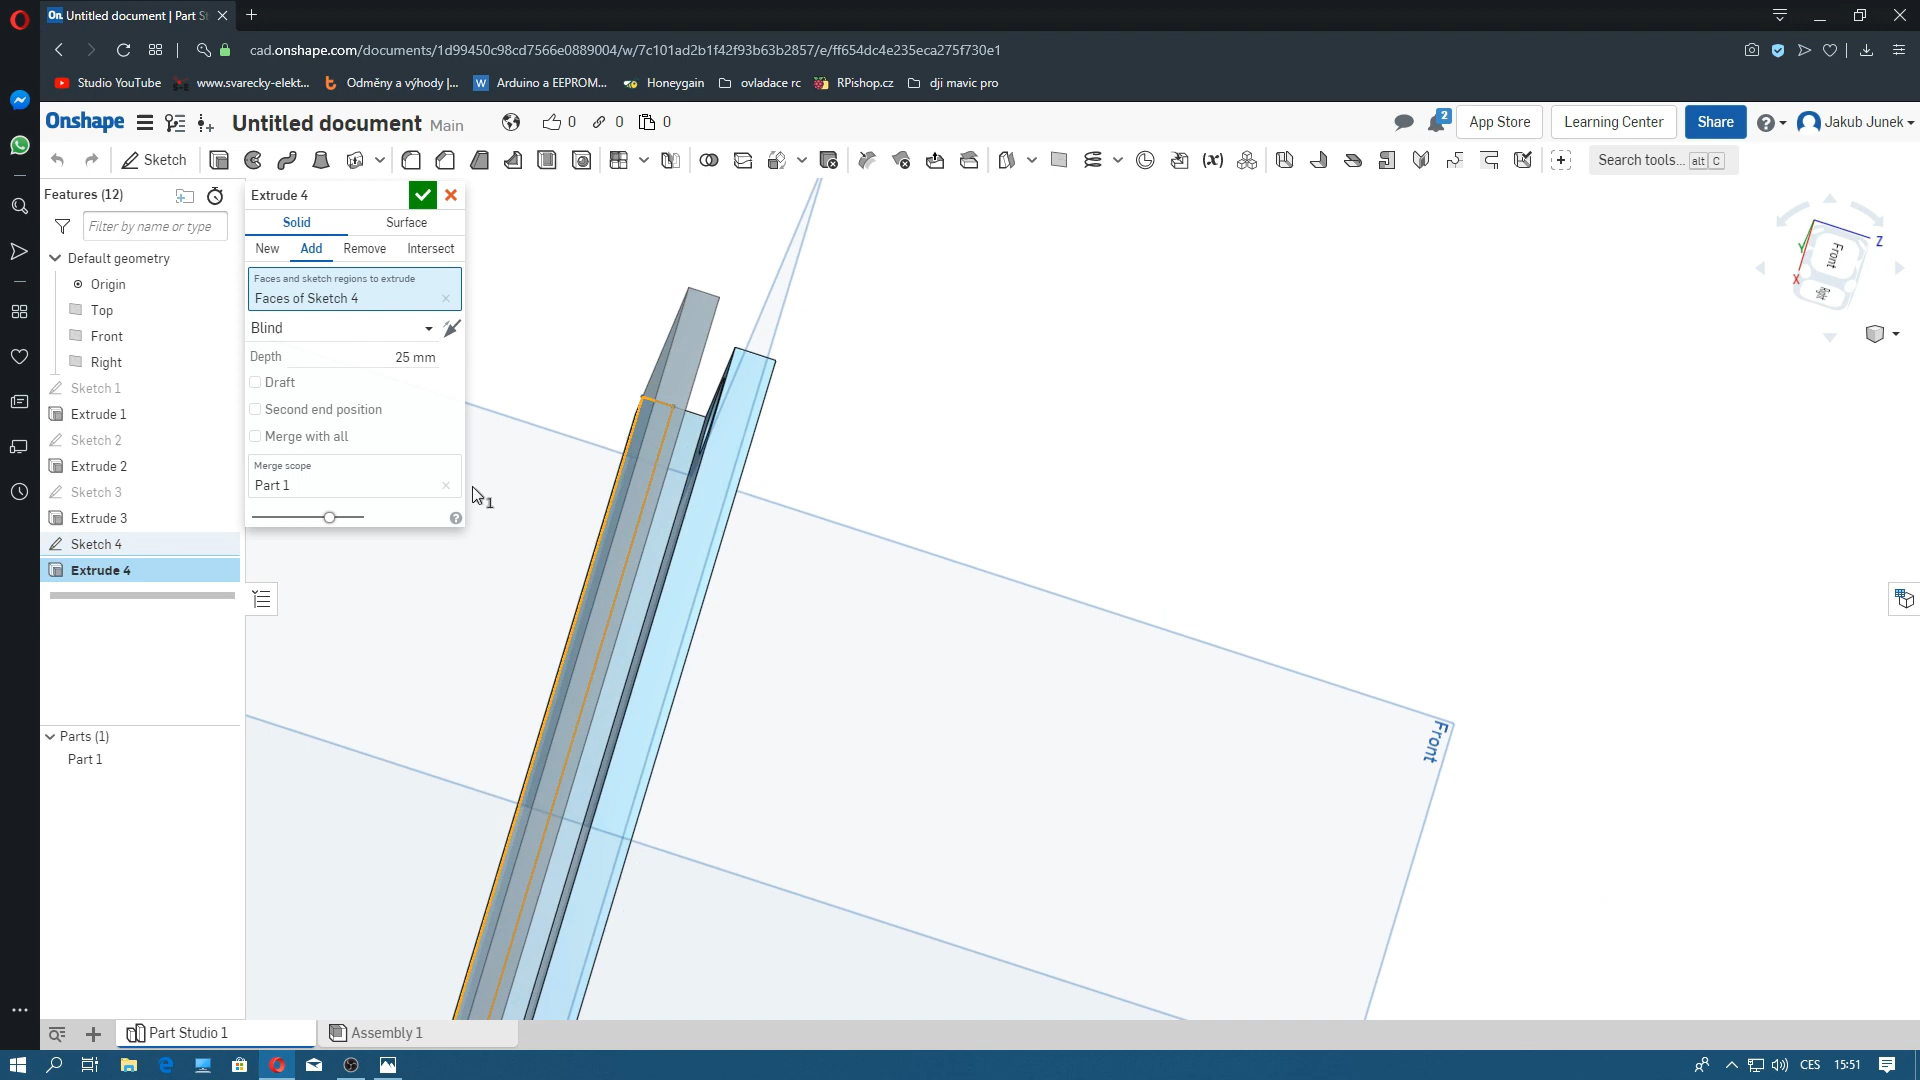 Untitled document | Part St
cad.onshape.com/documents/1d99450c98cd7566e0889004/w/7c101ad2b1f42f93b63b2857/e/ff654dc4e235eca275f730e1
Studio YouTube
www.svarecky-elekt...
Odměny a výhody |...
Arduino a EEPROM...
Honeygain
ovladace rc
RPishop.cz
dji mavic pro
Onshape
Untitled document Main
0
0
0
2
App Store
Learning Center
Share
Jakub Junek
Sketch
Search tools... alt C
Features (12)
Filter by name or type
Default geometry
Origin
Top
Front
Right
Sketch 1
Extrude 1
Sketch 2
Extrude 2
Sketch 3
Extrude 3
Sketch 4
Extrude 4
Parts (1)
Part 1
Extrude 4
Solid Surface
New Add Remove Intersect
Faces and sketch regions to extrude
Faces of Sketch 4
Blind
Depth 25 mm
Draft
Second end position
Merge with all
Merge scope
Part 1
1
Z
Front
X
Y
Right
Front
Part Studio 1
Assembly 1
CES 15:51